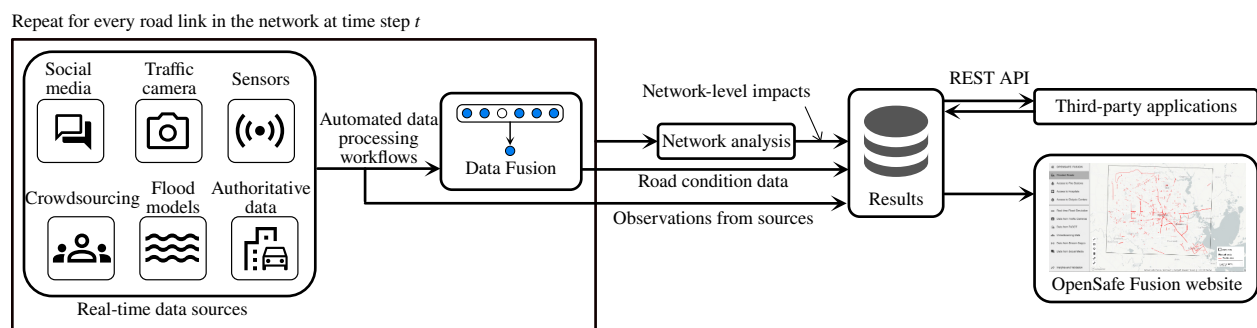 Repeat for every road link in the network at time step t
Social
media
Traffic
camera
Sensors
Crowdsourcing
Flood
models
Authoritative
data
Real-time data sources
Automated data
processing
workflows
Data Fusion
Network-level impacts
Network analysis
Road condition data
Observations from sources
Results
REST API
Third-party applications
OpenSafe Fusion website